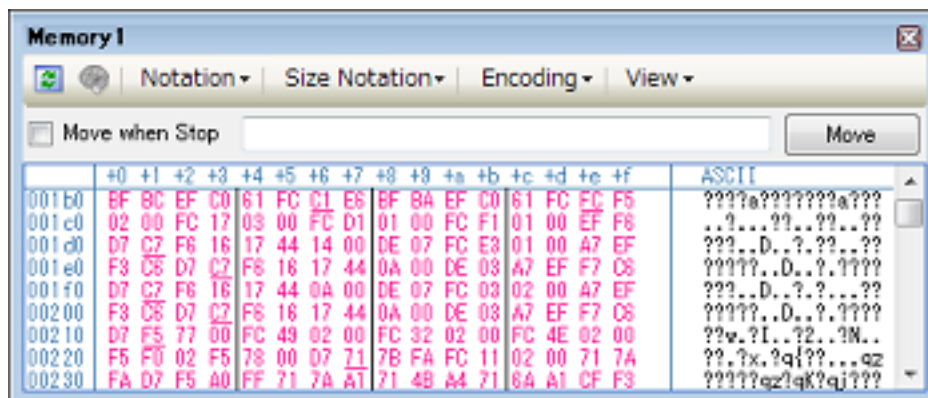 Memory1
Notation Size Notation Encoding View
Move when Stop Move
+0 +1 +2 +3 +4 +5 +6 +7 +8 +9 +a +b +c +d +e +f ASCII
001b0 BF BC EF C0 61 FC C1 E6 BF BA EF C0 61 FC FC F5 ????a???????a???
001c0 02 00 FC 17 03 00 FC D1 01 00 FC F1 01 00 EF F6 ..?...??..??..??
001d0 D7 C7 F6 16 17 44 14 00 DE 07 FC E3 01 00 A7 EF ???..D..?.??..??
001e0 F3 C6 D7 C7 F6 16 17 44 0A 00 DE 03 A7 EF F7 C6 ?????..D..?.????
001f0 D7 C7 F6 16 17 44 0A 00 DE 07 FC 03 02 00 A7 EF ???..D..?.?...??
00200 F3 C6 D7 C7 F6 16 17 44 0A 00 DE 03 A7 EF F7 C6 ?????..D..?.????
00210 D7 F5 77 00 FC 49 02 00 FC 32 02 00 FC 4E 02 00 ??w.?I..?2..?N..
00220 F5 F0 02 F5 78 00 D7 71 7B FA FC 11 02 00 71 7A ??.?x.?q{??...qz
00230 FA D7 F5 A0 FF 71 7A A1 71 4B A4 71 6A A1 CF F3 ?????qz?qK?qj???